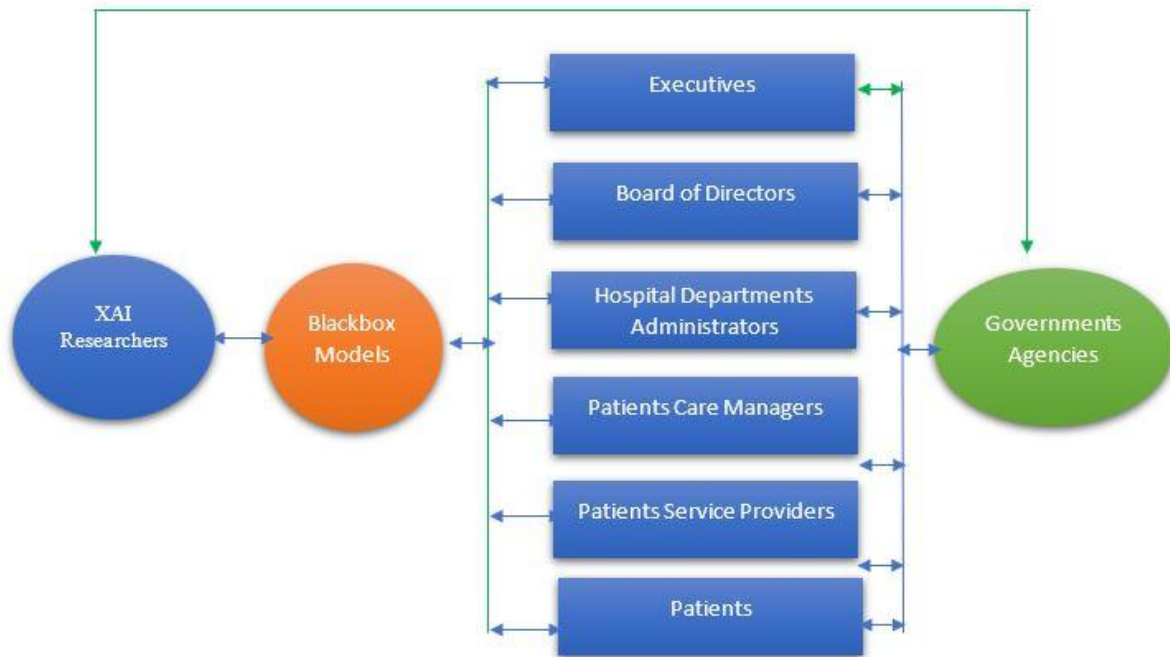 Executives
Board of Directors
XAI
Researchers
Blackbox
Models
Hospital Departments
Administrators
Governments
Agencies
Patients Care Managers
Patients Service Providers
Patients